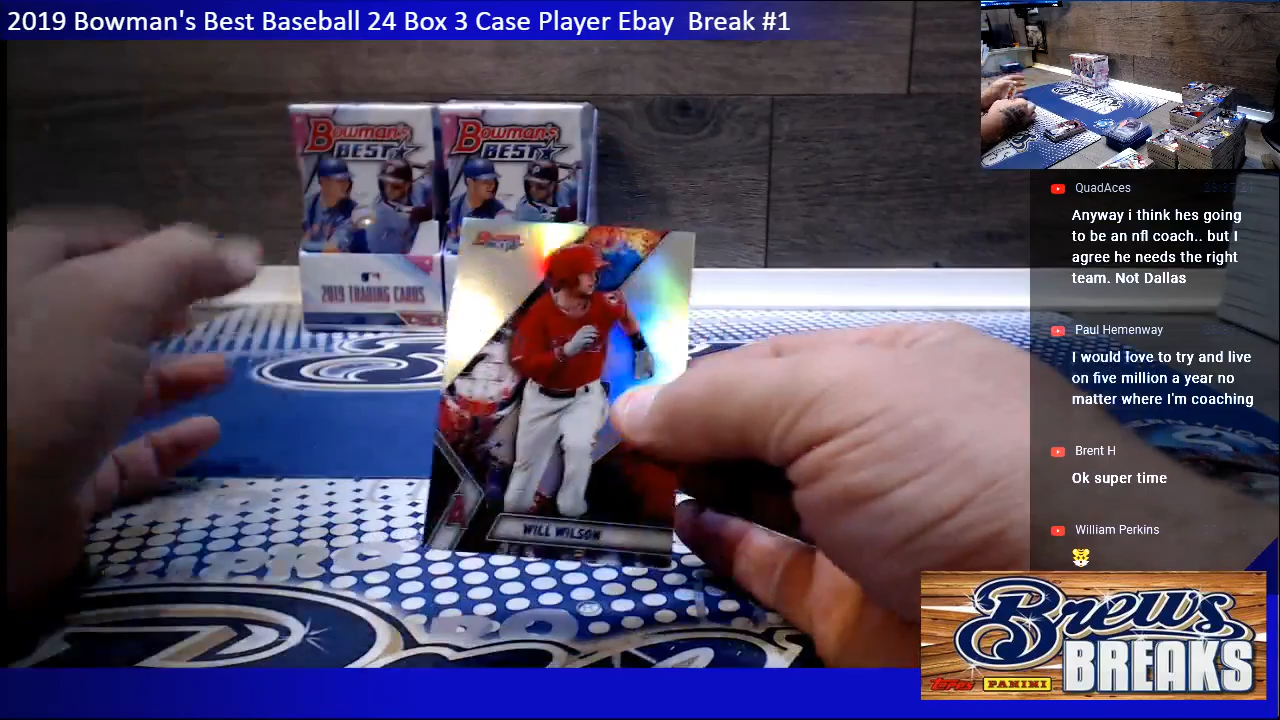 2019 Bowman's Best Baseball 24 Box 3 Case Player Ebay  Break #1
Bowman's
BEST
Bowman's
BEST
2019 TRADING CARDS
WILL WILSON
A
QuadAces
Anyway i think hes going
to be an nfl coach.. but I
agree he needs the right
team. Not Dallas
Paul Hemenway
I would love to try and live
on five million a year no
matter where I'm coaching
Brent H
Ok super time
William Perkins
Brews
BREAKS
Topps PANINI